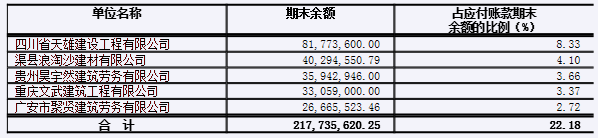 单位名称 期末余额 占应付账款期末
余额的比例（%）
四川省天雄建设工程有限公司 81,773,600.00 8.33
渠县浪淘沙建材有限公司 40,294,550.79 4.10
贵州昊宇然建筑劳务有限公司 35,942,946.00 3.66
重庆文武建筑工程有限公司 33,059,000.00 3.37
广安市聚贤建筑劳务有限公司 26,665,523.46 2.72
合 计 217,735,620.25 22.18